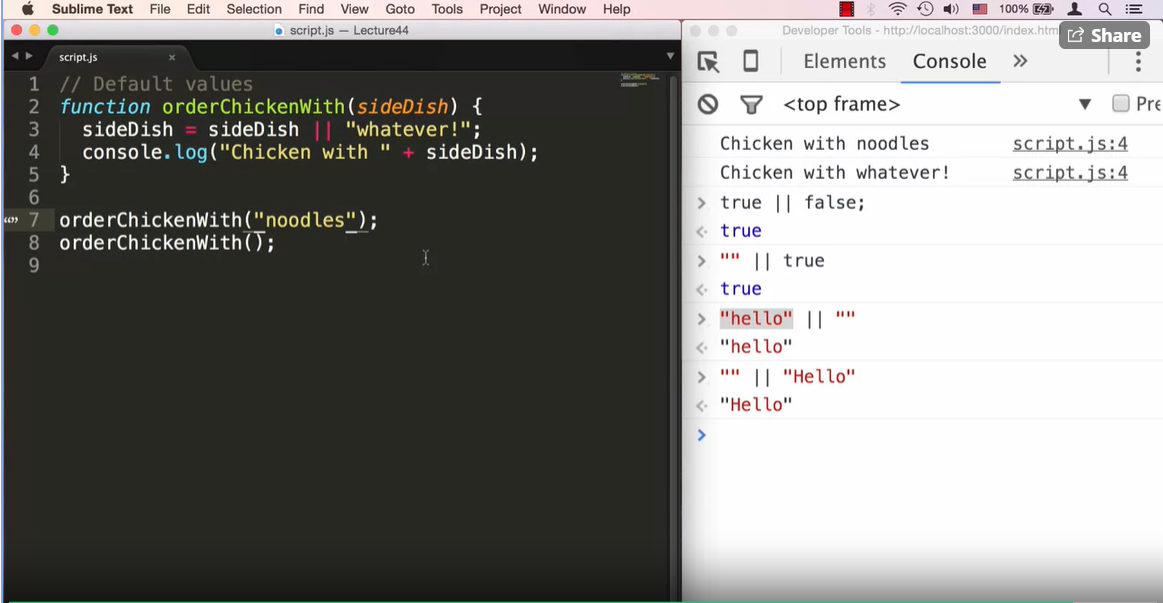 Sublime Text File Edit Selection Find View Goto Tools Project Window Help 100%
script.js — Lecture44
script.js
1 // Default values
2 function orderChickenWith(sideDish) {
3 sideDish = sideDish || "whatever!";
4 console.log("Chicken with " + sideDish);
5 }
6
7 orderChickenWith("noodles");
8 orderChickenWith();
9
Developer Tools - http://localhost:3000/index.htm
Share
Elements Console »
<top frame> ▼ Pre
Chicken with noodles script.js:4
Chicken with whatever! script.js:4
> true || false;
< true
> "" || true
< true
> "hello" || ""
< "hello"
> "" || "Hello"
< "Hello"
>